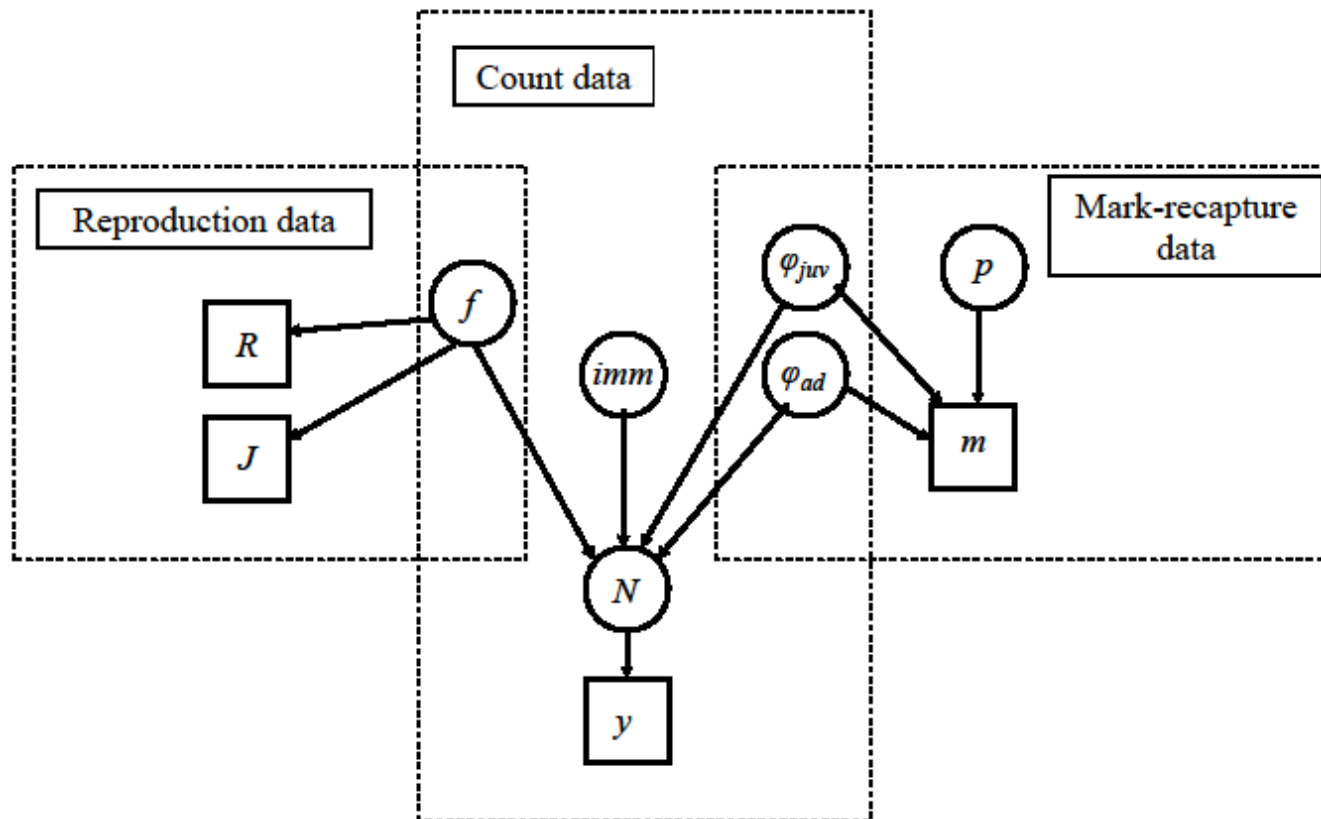 Count data
Reproduction data
Mark-recapture
data
φjuv
p
f
R
imm
φad
J
m
N
y